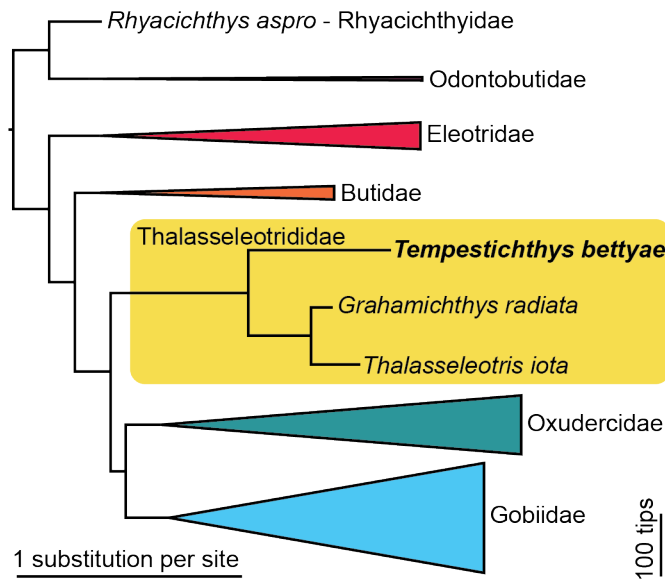 Rhyacichthys aspro - Rhyacichthyidae
Odontobutidae
Eleotridae
Butidae
Thalasseleotrididae
Tempestichthys bettyae
Grahamichthys radiata
Thalasseleotris iota
Oxudercidae
Gobiidae
1 substitution per site
100 tips